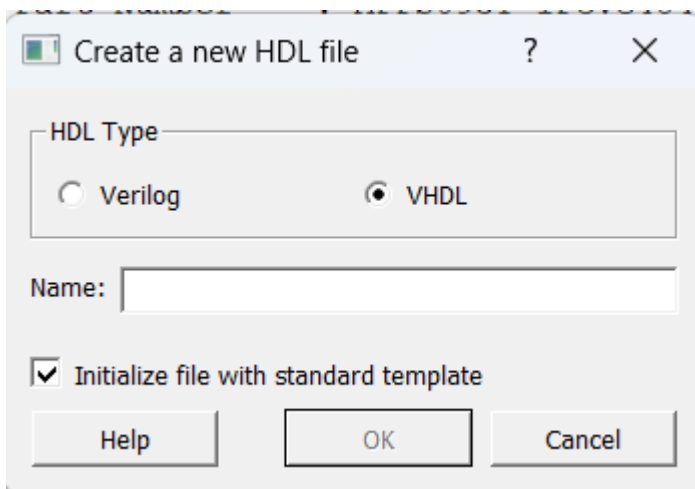 Create a new HDL file ?
HDL Type
Verilog VHDL
Name:
Initialize file with standard template
Help OK Cancel